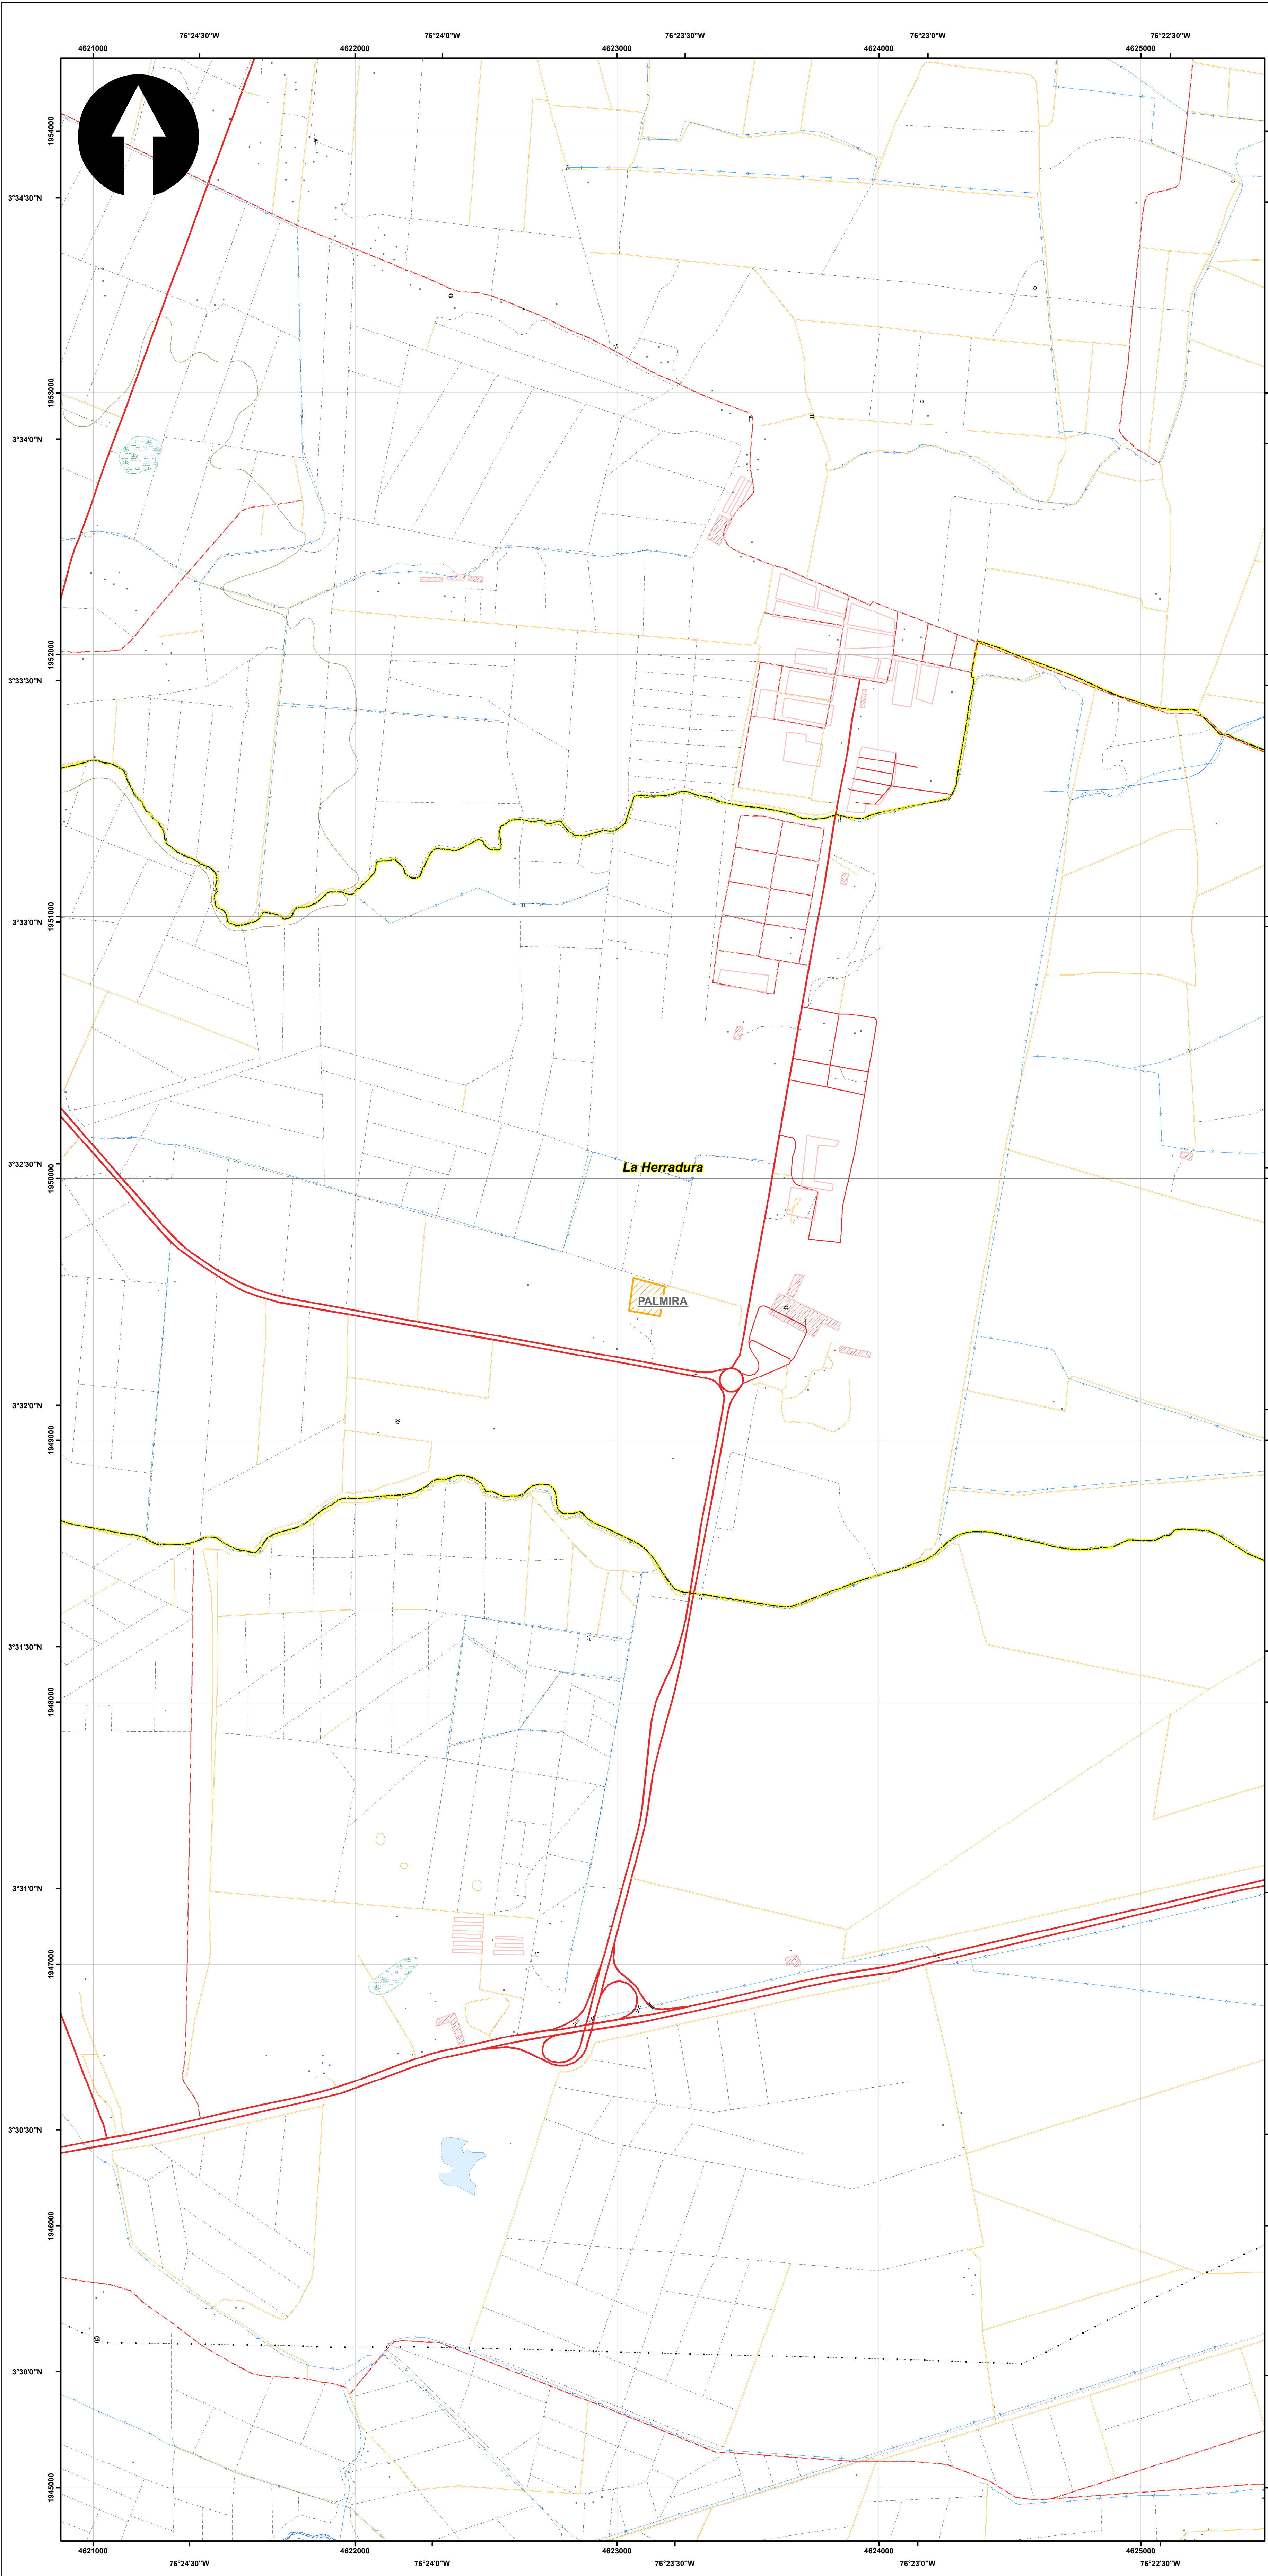 76°24'30"W 76°24'0"W 76°23'30"W 76°23'0"W 76°22'30"W
4621000 4622000 4623000 4624000 4625000
1954000
3°34'30"N
1953000
3°34'0"N
1952000
3°33'30"N
1951000
3°33'0"N
3°32'30"N
La Herradura
1950000
PALMIRA
3°32'0"N
1949000
3°31'30"N
1948000
3°31'0"N
1947000
3°30'30"N
1946000
3°30'0"N
1945000
4621000 4622000 4623000 4624000 4625000
76°24'30"W 76°24'0"W 76°23'30"W 76°23'0"W 76°22'30"W